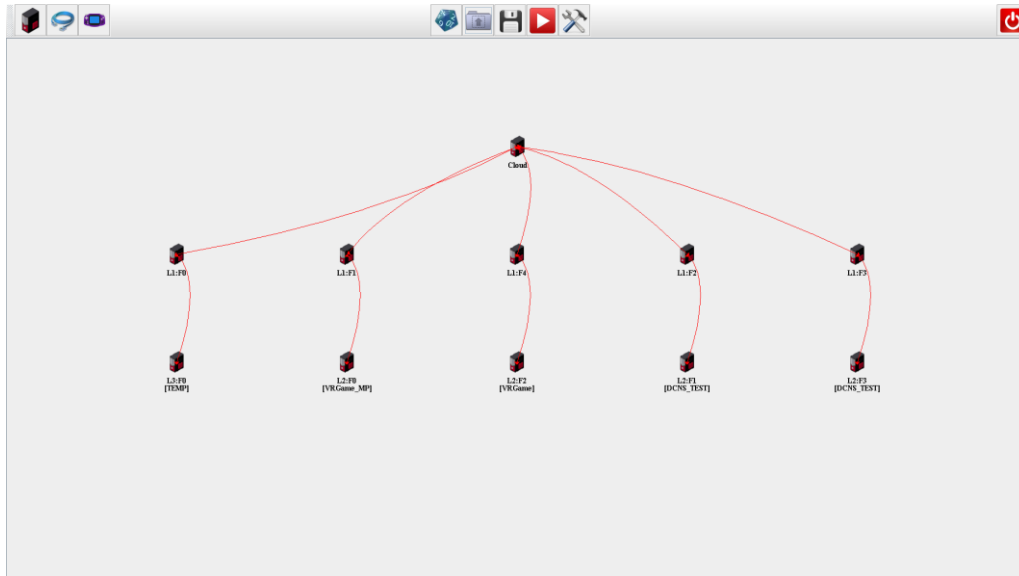 Cloud
L1:F0
L1:F1
L1:F4
L1:F2
L1:F3
L3:F0
[TEMP]
L2:F0
[VRGame_MP]
L2:F2
[VRGame]
L2:F1
[DCNS_TEST]
L2:F3
[DCNS_TEST]